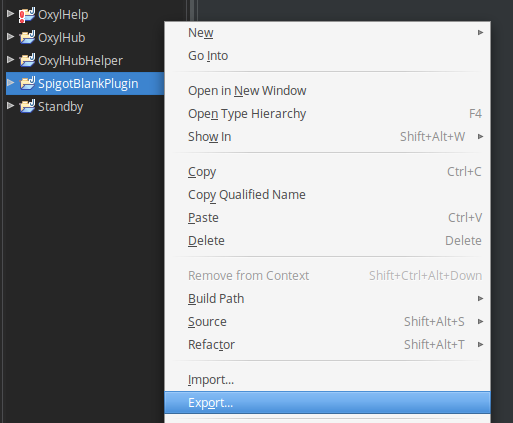 OxylHelp
OxylHub
OxylHubHelper
SpigotBlankPlugin
Standby
New
Go Into
Open in New Window
Open Type Hierarchy F4
Show In Shift+Alt+W
Copy Ctrl+C
Copy Qualified Name
Paste Ctrl+V
Delete Delete
Remove from Context Shift+Ctrl+Alt+Down
Build Path
Source Shift+Alt+S
Refactor Shift+Alt+T
Import...
Export...